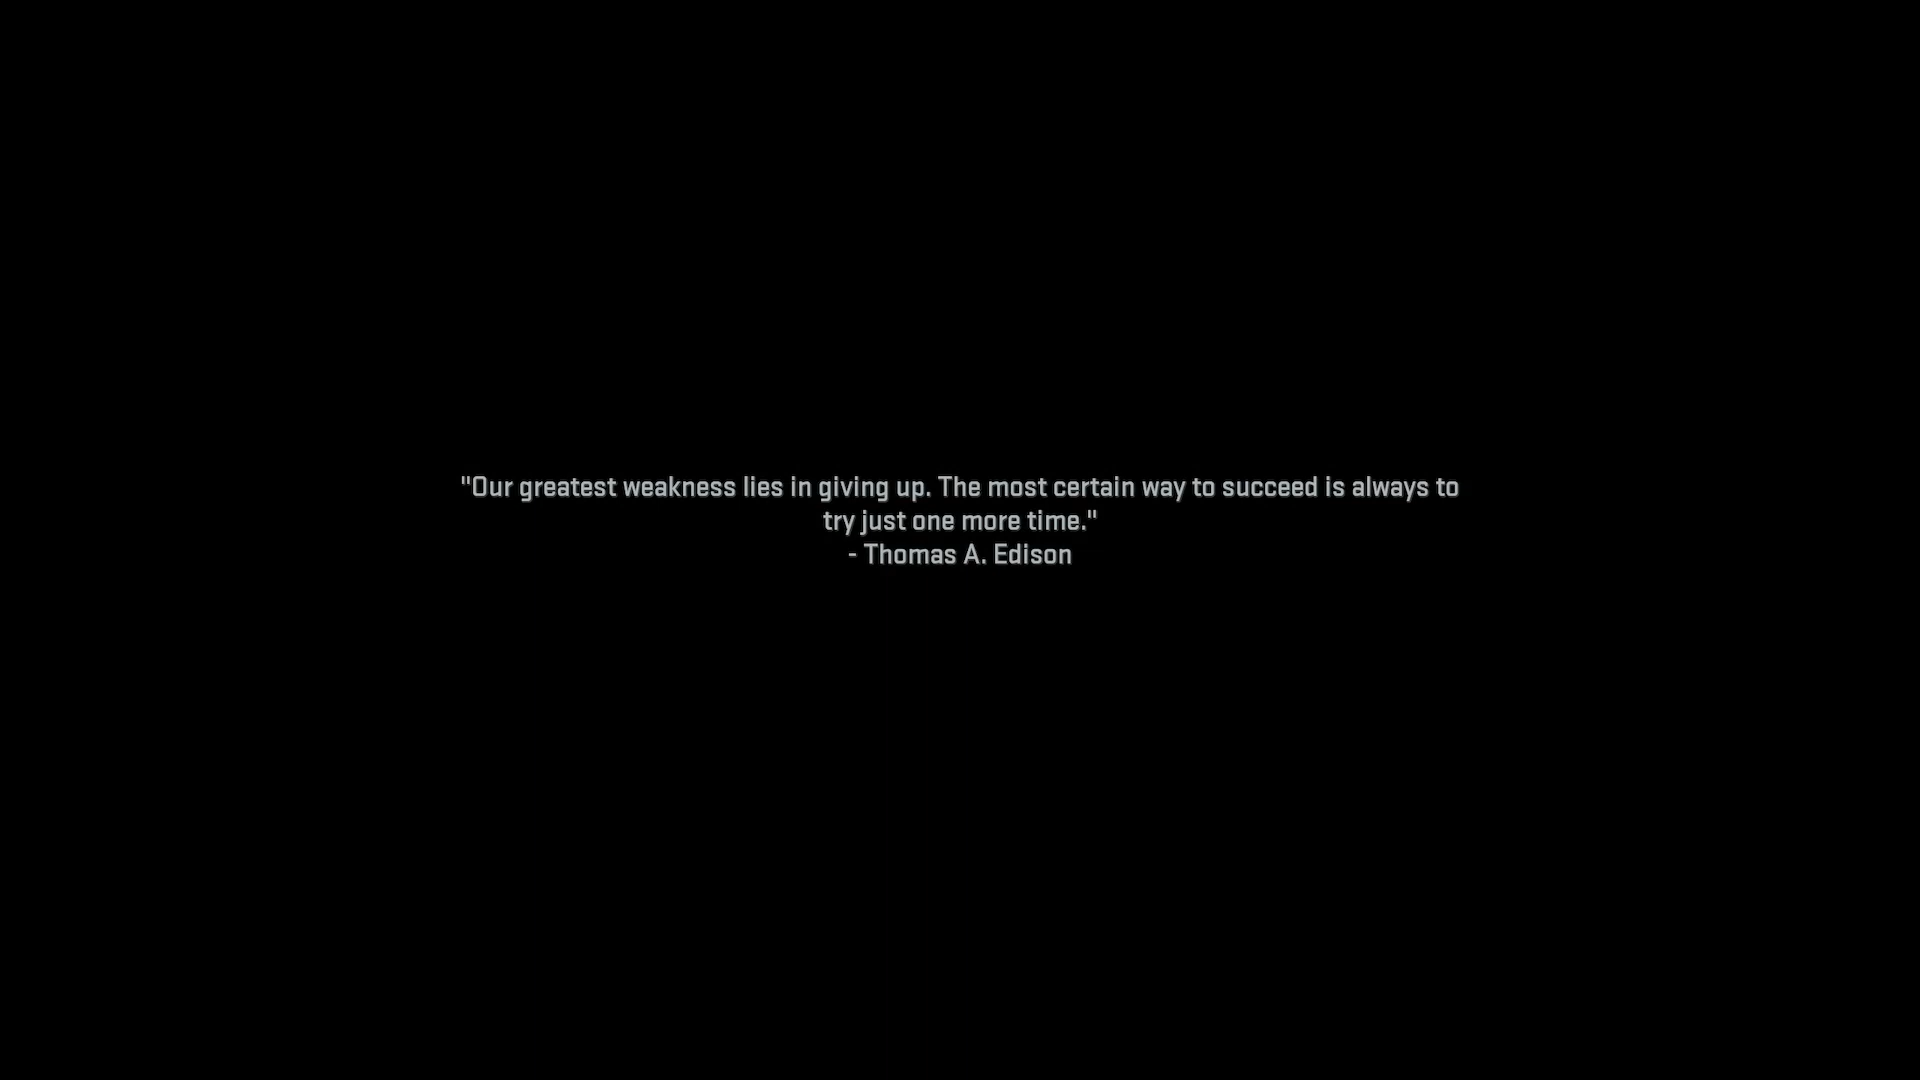 "Our greatest weakness lies in giving up. The most certain way to succeed is always to
try just one more time."
- Thomas A. Edison